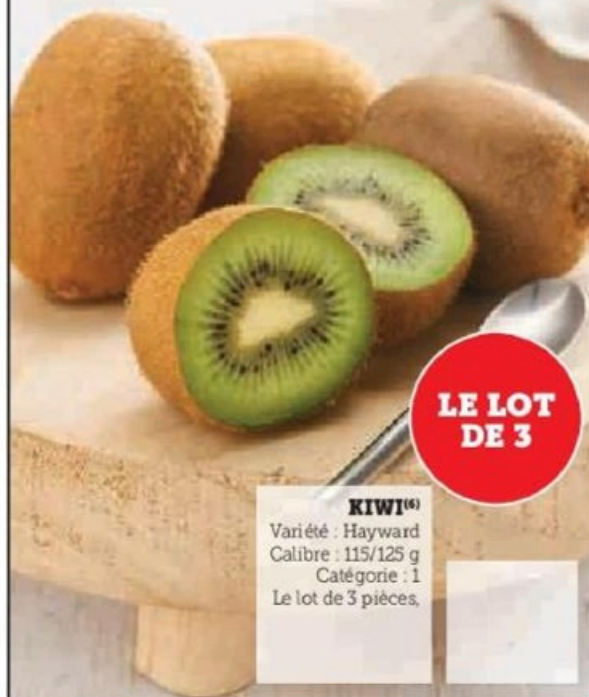 LE LOT
DE 3
KIWI(6)
Variété : Hayward
Calibre : 115/125 g
Catégorie : 1
Le lot de 3 pièces,